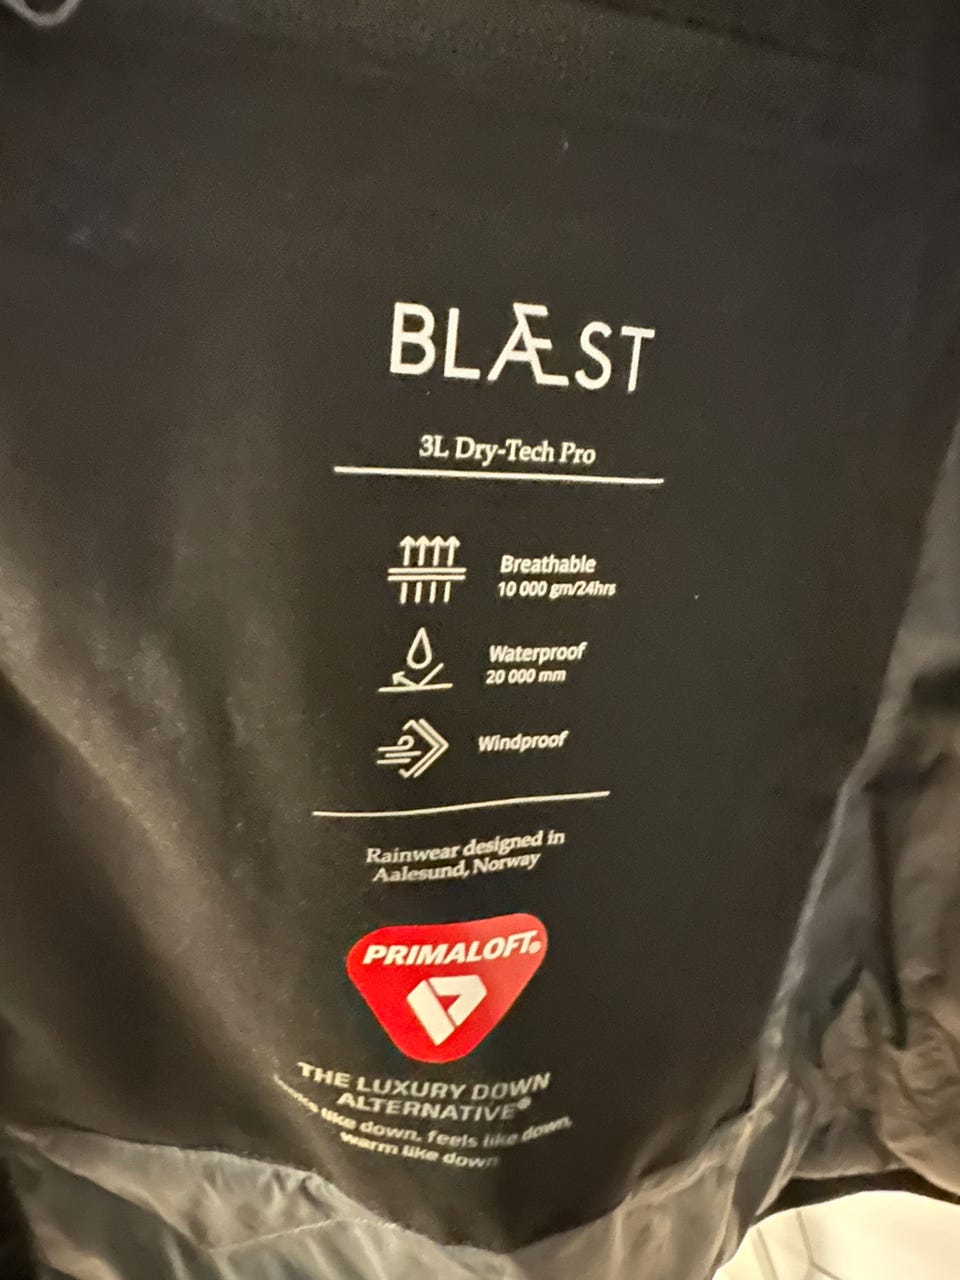 BLÆST
3L Dry-Tech Pro
Breathable
10 000 gm/24hrs
Waterproof
20 000 mm
Windproof
Rainwear designed in
Aalesund, Norway
PRIMALOFT®
THE LUXURY DOWN
ALTERNATIVE®
like down, feels like down,
warm like down